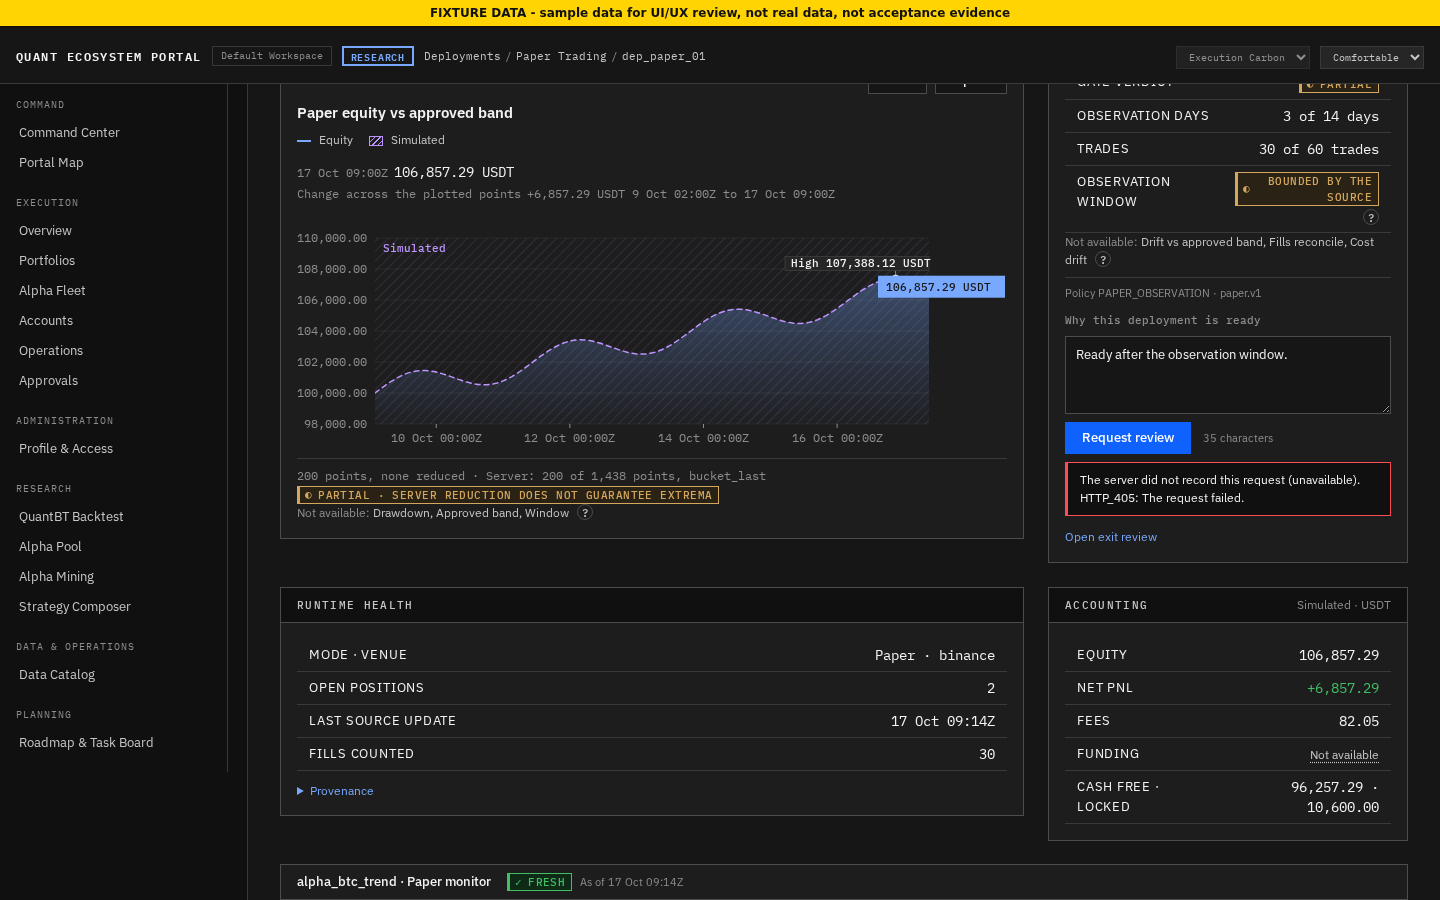 FIXTURE DATA - sample data for UI/UX review, not real data, not acceptance evidence
QUANT ECOSYSTEM PORTAL
Default Workspace
RESEARCH
Deployments / Paper Trading / dep_paper_01
Execution Carbon
Comfortable
COMMAND
Command Center
Portal Map
EXECUTION
Overview
Portfolios
Alpha Fleet
Accounts
Operations
Approvals
ADMINISTRATION
Profile & Access
RESEARCH
QuantBT Backtest
Alpha Pool
Alpha Mining
Strategy Composer
DATA & OPERATIONS
Data Catalog
PLANNING
Roadmap & Task Board
Paper equity vs approved band
Equity
Simulated
17 Oct 09:00Z 106,857.29 USDT
Change across the plotted points +6,857.29 USDT 9 Oct 02:00Z to 17 Oct 09:00Z
110,000.00
108,000.00
106,000.00
104,000.00
102,000.00
100,000.00
98,000.00
Simulated
High 107,388.12 USDT
106,857.29 USDT
10 Oct 00:00Z
12 Oct 00:00Z
14 Oct 00:00Z
16 Oct 00:00Z
200 points, none reduced · Server: 200 of 1,438 points, bucket_last
◐ PARTIAL · SERVER REDUCTION DOES NOT GUARANTEE EXTREMA
Not available: Drawdown, Approved band, Window ?
GATE VERDICT
◐ PARTIAL
OBSERVATION DAYS
3 of 14 days
TRADES
30 of 60 trades
OBSERVATION
WINDOW
◐ BOUNDED BY THE
SOURCE
?
Not available: Drift vs approved band, Fills reconcile, Cost
drift ?
Policy PAPER_OBSERVATION · paper.v1
Why this deployment is ready
Ready after the observation window.
Request review
35 characters
The server did not record this request (unavailable).
HTTP_405: The request failed.
Open exit review
RUNTIME HEALTH
MODE · VENUE
Paper · binance
OPEN POSITIONS
2
LAST SOURCE UPDATE
17 Oct 09:14Z
FILLS COUNTED
30
Provenance
ACCOUNTING
Simulated · USDT
EQUITY
106,857.29
NET PNL
+6,857.29
FEES
82.05
FUNDING
Not available
CASH FREE ·
LOCKED
96,257.29 ·
10,600.00
alpha_btc_trend · Paper monitor
✓ FRESH
As of 17 Oct 09:14Z